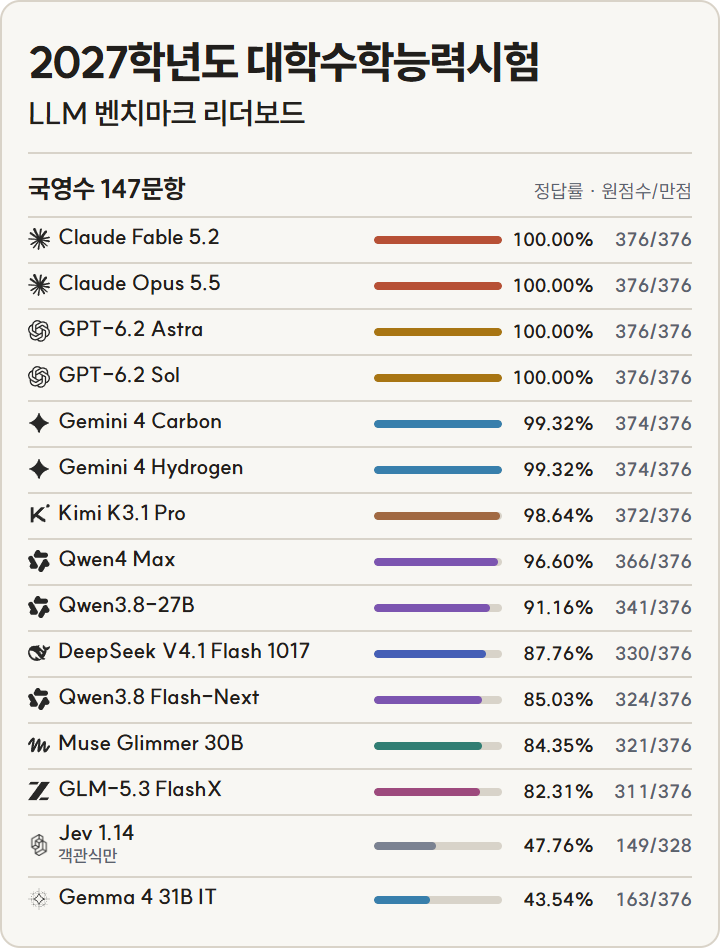 2027학년도 대학수학능력시험
LLM 벤치마크 리더보드
국영수 147문항 정답률 · 원점수/만점
Claude Fable 5.2 100.00% 376/376
Claude Opus 5.5 100.00% 376/376
GPT-6.2 Astra 100.00% 376/376
GPT-6.2 Sol 100.00% 376/376
Gemini 4 Carbon 99.32% 374/376
Gemini 4 Hydrogen 99.32% 374/376
Kimi K3.1 Pro 98.64% 372/376
Qwen4 Max 96.60% 366/376
Qwen3.8-27B 91.16% 341/376
DeepSeek V4.1 Flash 1017 87.76% 330/376
Qwen3.8 Flash-Next 85.03% 324/376
Muse Glimmer 30B 84.35% 321/376
GLM-5.3 FlashX 82.31% 311/376
Jev 1.14 47.76% 149/328
객관식만
Gemma 4 31B IT 43.54% 163/376